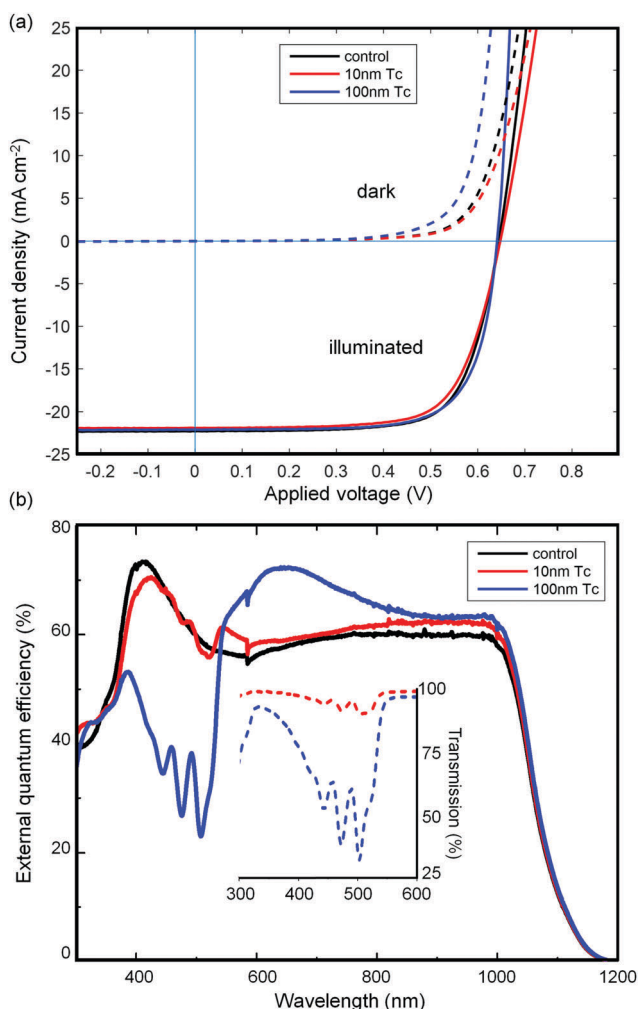 (a)
25
20
15
10
5
0
-5
-10
-15
-20
-25
Current density (mA cm⁻²)
control
10nm Tc
100nm Tc
dark
illuminated
-0.2 -0.1 0 0.1 0.2 0.3 0.4 0.5 0.6 0.7 0.8
Applied voltage (V)
(b)
80
60
40
20
0
External quantum efficiency (%)
control
10nm Tc
100nm Tc
100
75
50
25
Transmission (%)
300 400 500 600
400 600 800 1000 1200
Wavelength (nm)